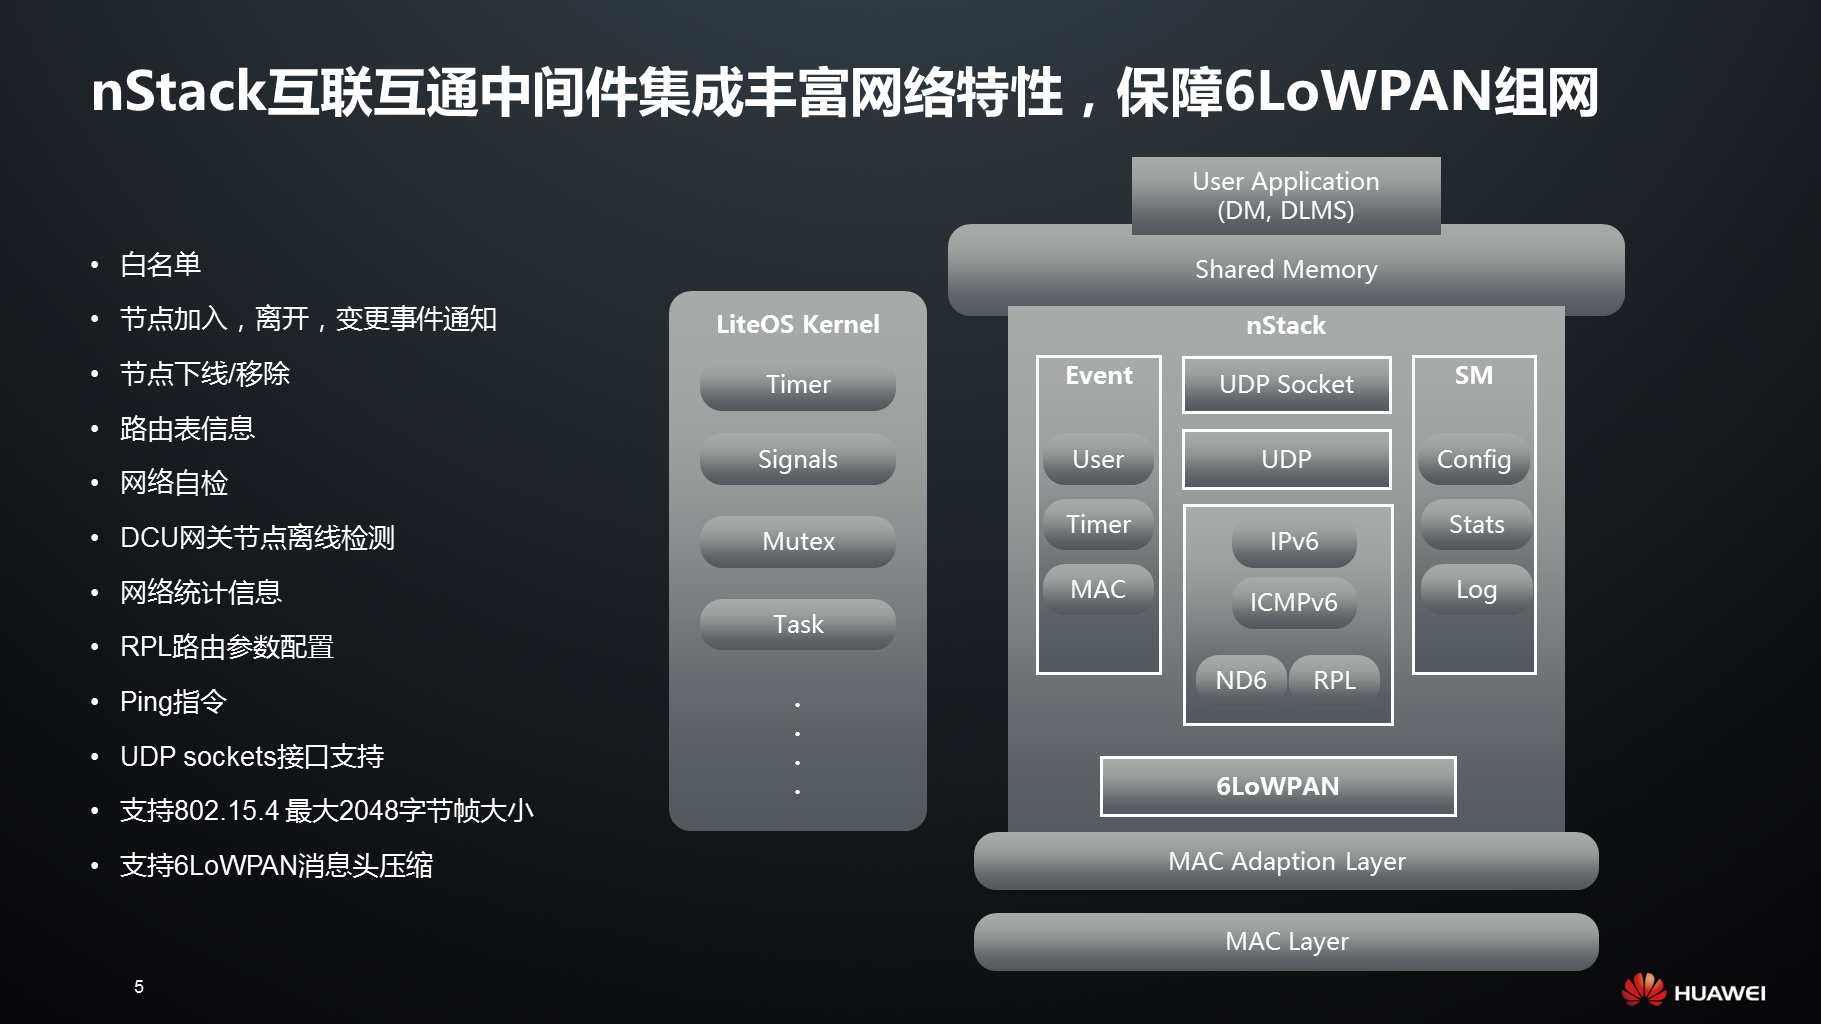 nStack互联互通中间件集成丰富网络特性，保障6LoWPAN组网
• 白名单
• 节点加入，离开，变更事件通知
• 节点下线/移除
• 路由表信息
• 网络自检
• DCU网关节点离线检测
• 网络统计信息
• RPL路由参数配置
• Ping指令
• UDP sockets接口支持
• 支持802.15.4 最大2048字节帧大小
• 支持6LoWPAN消息头压缩
LiteOS Kernel
Timer
Signals
Mutex
Task
.
.
.
.
User Application
(DM, DLMS)
Shared Memory
nStack
Event
User
Timer
MAC
UDP Socket
UDP
IPv6
ICMPv6
ND6
RPL
SM
Config
Stats
Log
6LoWPAN
MAC Adaption Layer
MAC Layer
5
HUAWEI